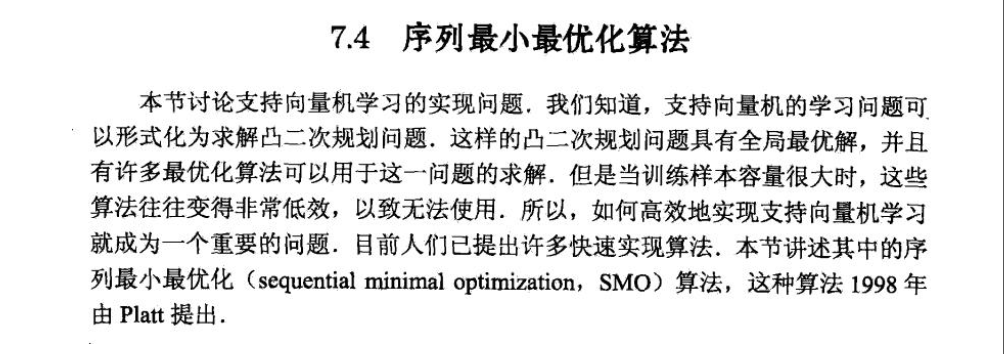 7.4 序列最小最优化算法
本节讨论支持向量机学习的实现问题．我们知道，支持向量机的学习问题可
以形式化为求解凸二次规划问题．这样的凸二次规划问题具有全局最优解，并且
有许多最优化算法可以用于这一问题的求解．但是当训练样本容量很大时，这些
算法往往变得非常低效，以致无法使用．所以，如何高效地实现支持向量机学习
就成为一个重要的问题．目前人们已提出许多快速实现算法．本节讲述其中的序
列最小最优化（sequential minimal optimization，SMO）算法，这种算法 1998 年
由 Platt 提出．